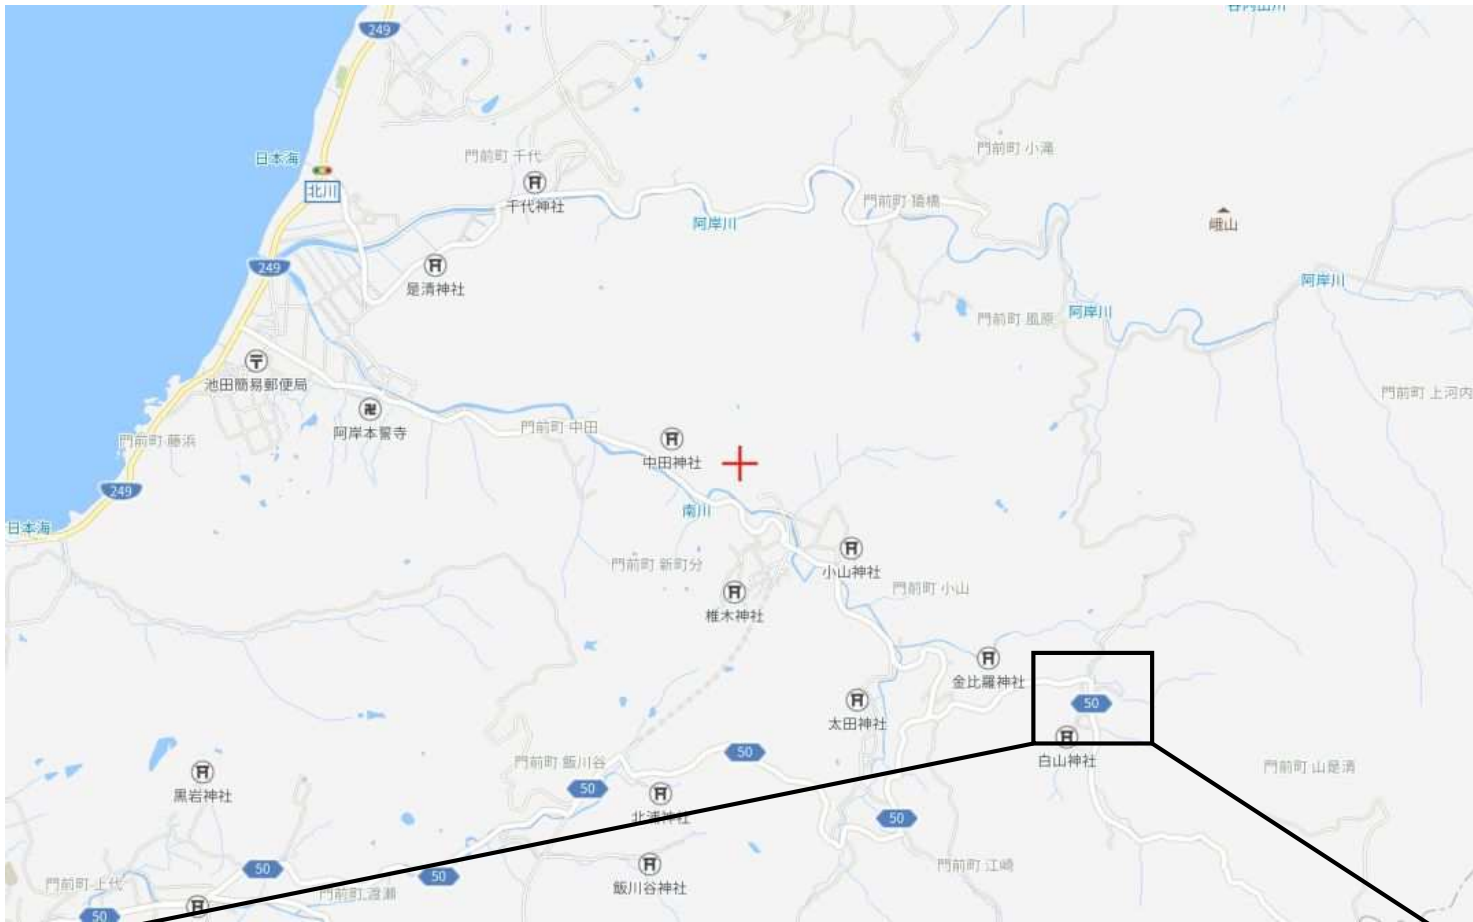 249
谷内山川
日本海
北川
門前町 千代
千代神社
門前町 小滝
門前町 猿橋
阿岸川
峨山
249
是清神社
阿岸川
門前町 風原
阿岸川
池田簡易郵便局
門前町 上河内
阿岸本誓寺
門前町 藤浜
門前町 中田
中田神社
249
日本海
南川
門前町 新町分
小山神社
門前町 小山
椎木神社
金比羅神社
50
太田神社
白山神社
門前町 飯川谷
50
門前町 山是清
黒岩神社
50
北浦神社
50
50
門前町 江崎
飯川谷神社
50
門前町 上代
門前町 渡瀬
50